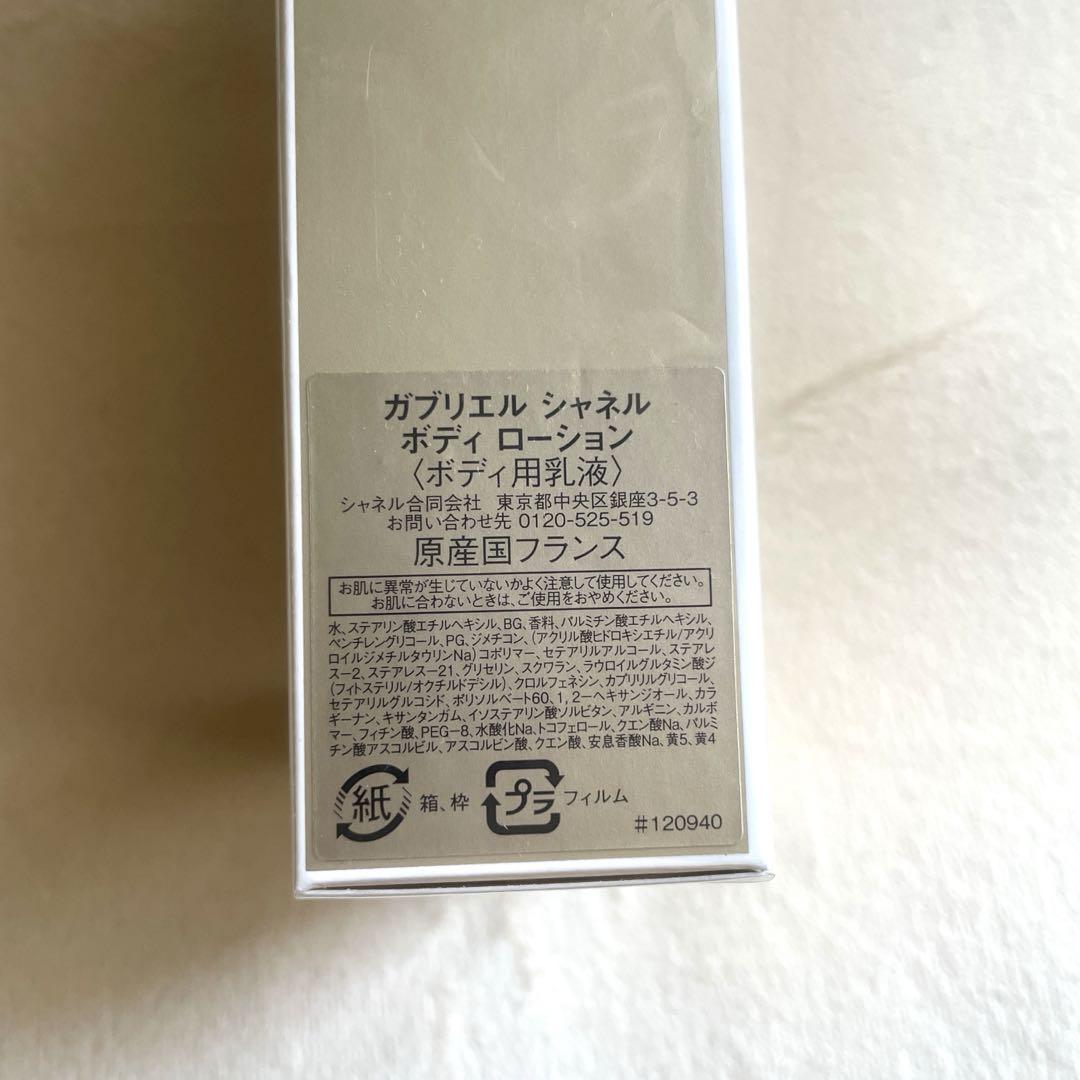 ガブリエル シャネル
ボディ ローション
〈ボディ用乳液〉
シャネル合同会社 東京都中央区銀座3-5-3
お問い合わせ先 0120-525-519
原産国フランス
お肌に異常が生じていないかよく注意して使用してください。
お肌に合わないときは、ご使用をおやめください。
水、ステアリン酸エチルヘキシル、BG、香料、パルミチン酸エチルヘキシル、
ペンチレングリコール、PG、ジメチコン、(アクリル酸ヒドロキシエチル/アクリ
ロイルジメチルタウリンNa)コポリマー、セテアリルアルコール、ステアレ
ス－2、ステアレス－21、グリセリン、スクワラン、ラウロイルグルタミン酸ジ
(フィトステリル/オクチルドデシル)、クロルフェネシン、カプリリルグリコール、
セテアリルグルコシド、ポリソルベート60、1,2－ヘキサンジオール、カラ
ギーナン、キサンタンガム、イソステアリン酸ソルビタン、アルギニン、カルボ
マー、フィチン酸、PEG－8、水酸化Na、トコフェロール、クエン酸Na、パルミ
チン酸アスコルビル、アスコルビン酸、クエン酸、安息香酸Na、黄5、黄4
紙 箱、枠 プラ フィルム
#120940